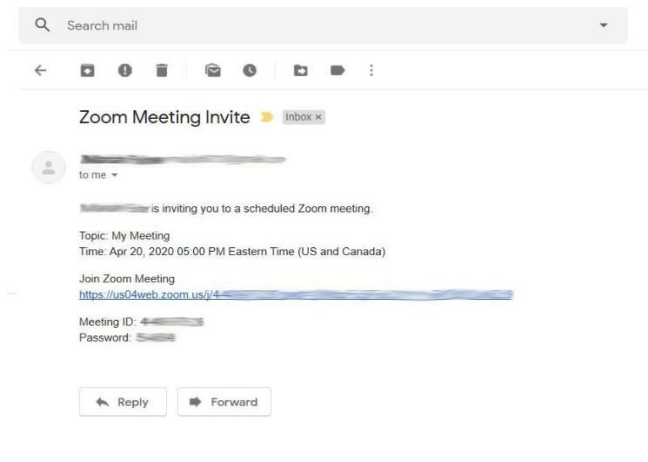 Search mail
Zoom Meeting Invite Inbox ×
to me
is inviting you to a scheduled Zoom meeting.
Topic: My Meeting
Time: Apr 20, 2020 05:00 PM Eastern Time (US and Canada)
Join Zoom Meeting
https://us04web.zoom.us/j/4
Meeting ID: 4
Password:
Reply Forward